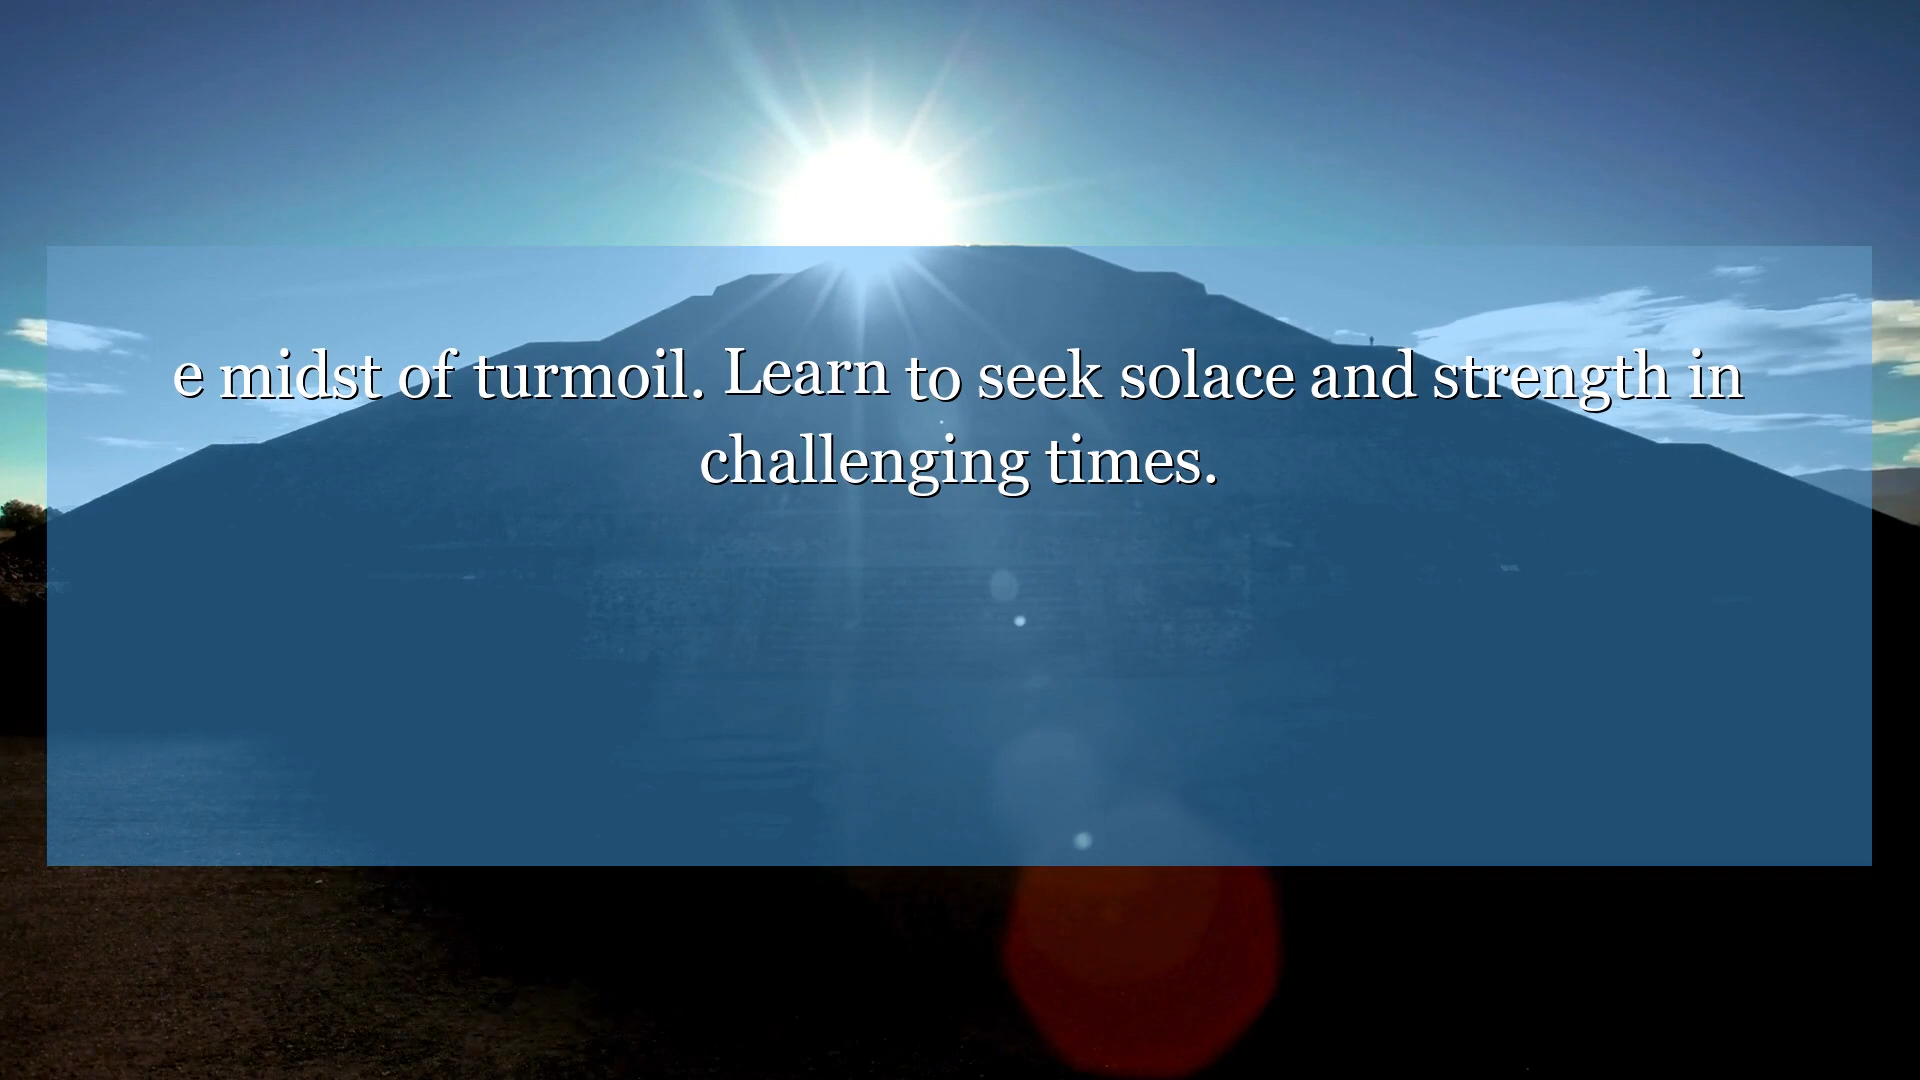 e midst of turmoil. Learn to seek solace and strength in
challenging times.